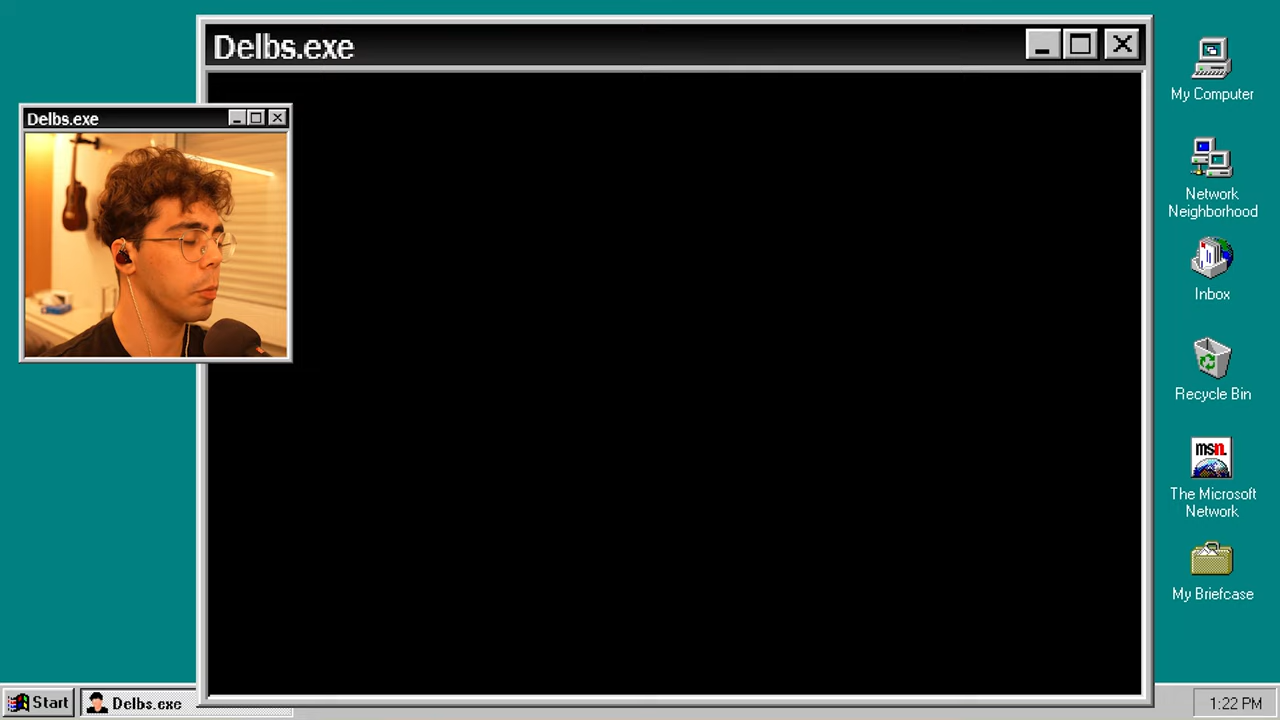 Delbs.exe
Delbs.exe
My Computer
Network
Neighborhood
Inbox
Recycle Bin
msn.
The Microsoft
Network
My Briefcase
Start
Delbs.exe
1:22 PM